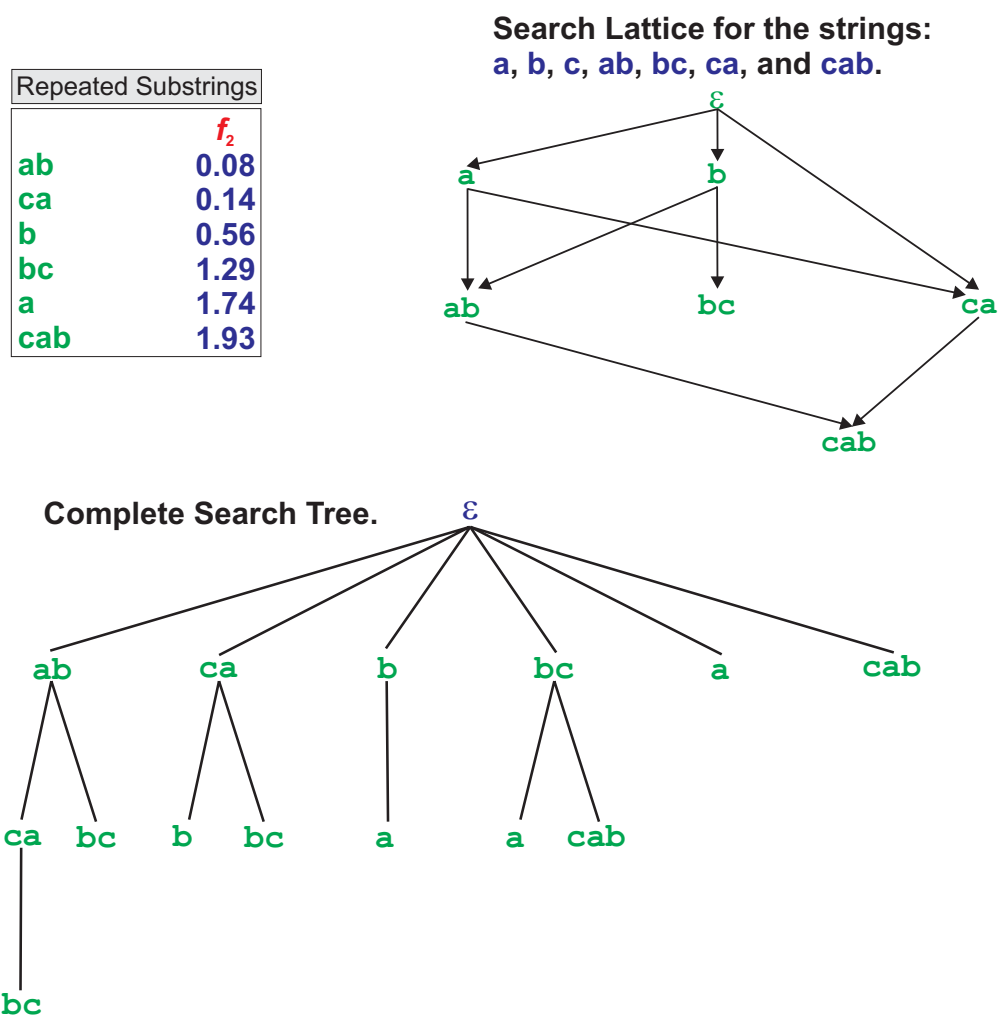 Search Lattice for the strings:
a, b, c, ab, bc, ca, and cab.
Repeated Substrings
f₂
ab 0.08
ca 0.14
b 0.56
bc 1.29
a 1.74
cab 1.93
ε
a b
ab bc ca
cab
Complete Search Tree.
ε
ab ca b bc a cab
ca bc b bc a a cab
bc